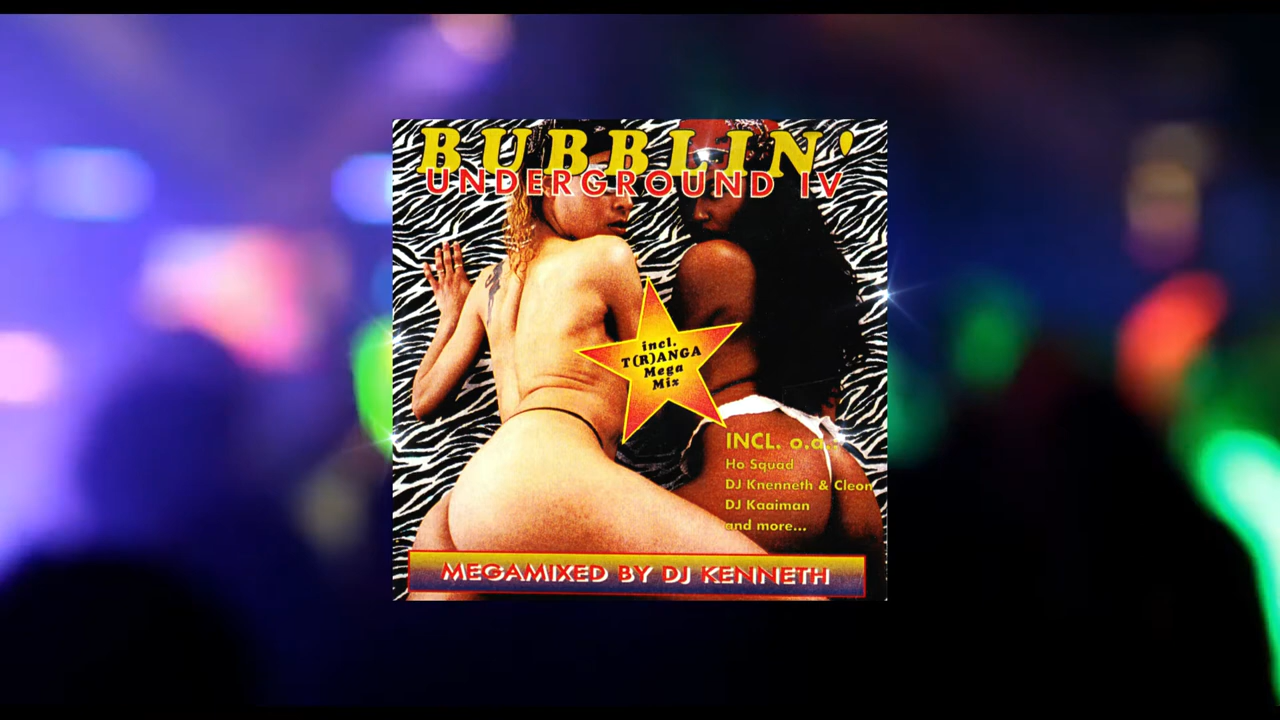 BUBBLIN'
UNDERGROUND IV
incl.
T(R)ANGA
Mega
Mix
INCL. o.a.:
Ho Squad
DJ Knenneth & Cleon
DJ Kaaiman
and more...
MEGAMIXED BY DJ KENNETH